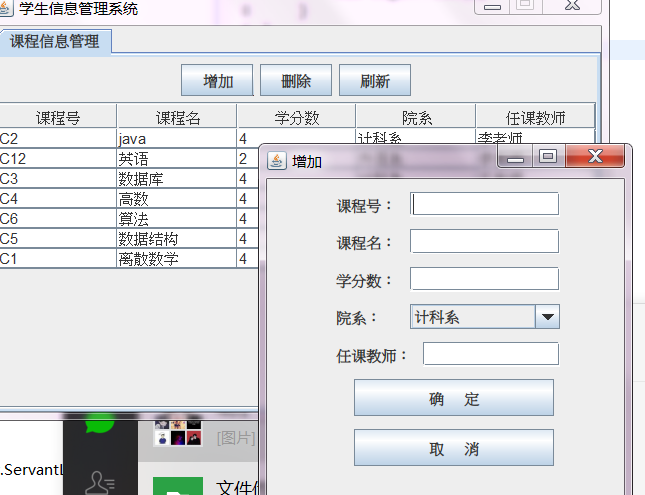 学生信息管理系统
课程信息管理
增加 删除 刷新
课程号 课程名 学分数 院系 任课教师
C2 java 4 计科系 李老师
C12 英语 2
C3 数据库 4
C4 高数 4
C6 算法 4
C5 数据结构 4
C1 离散数学 4
增加
课程号：
课程名：
学分数：
院系： 计科系
任课教师：
确 定
取 消
[图片]
.ServantL
文件